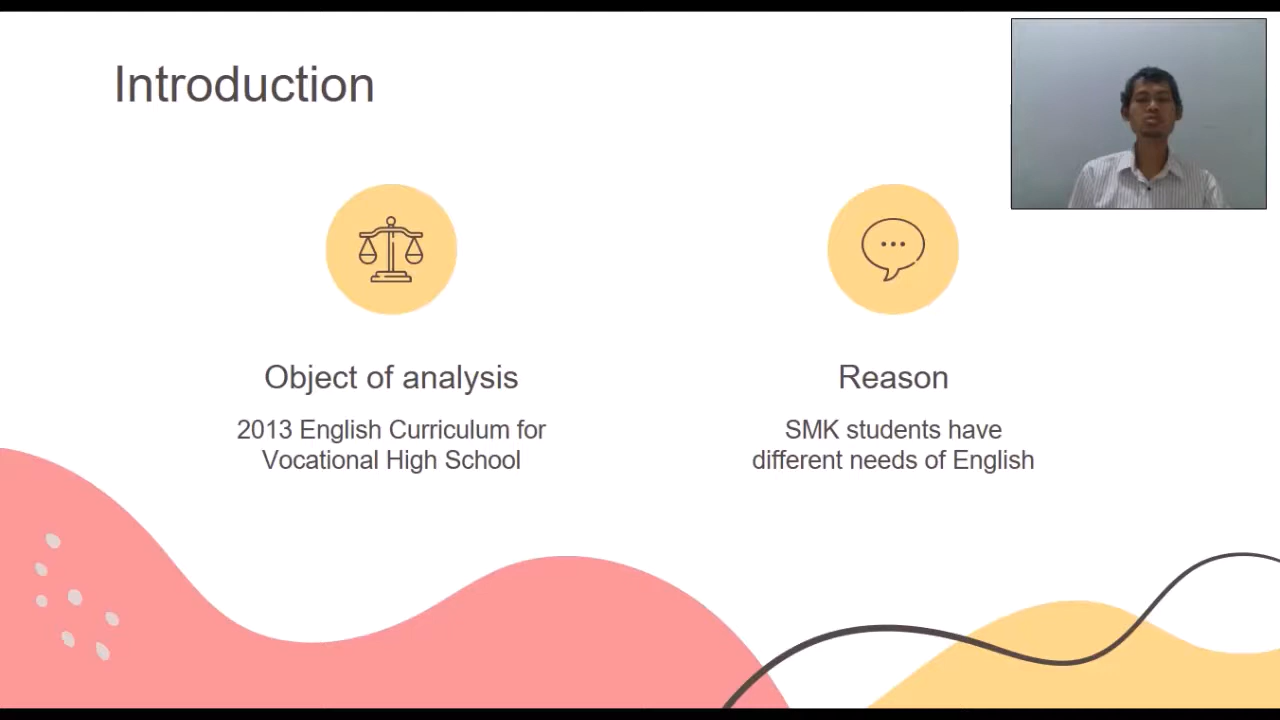 Introduction
Object of analysis
2013 English Curriculum for
Vocational High School
Reason
SMK students have
different needs of English